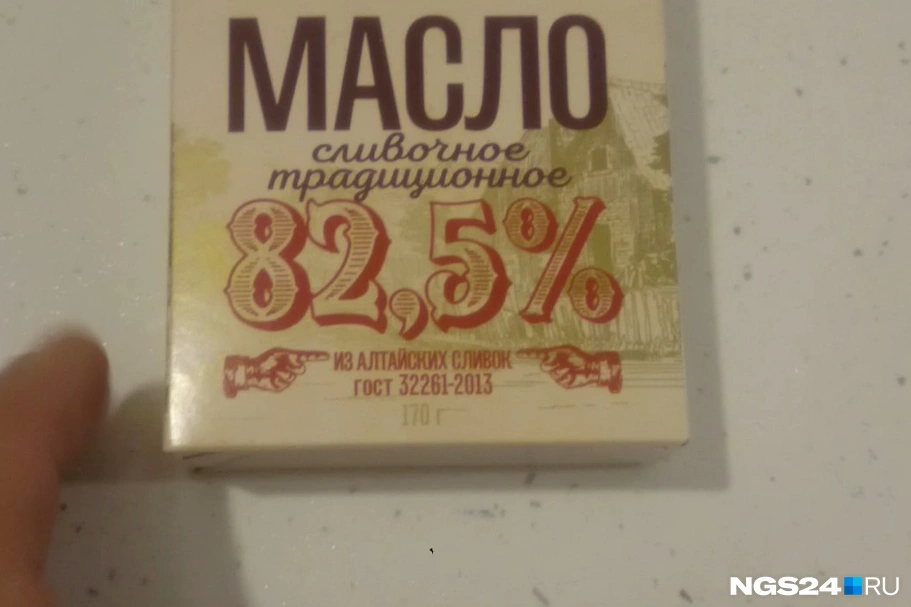 МАСЛО
сливочное
традиционное
82,5%
ИЗ АЛТАЙСКИХ СЛИВОК
ГОСТ 32261-2013
170 г
NGS24 RU